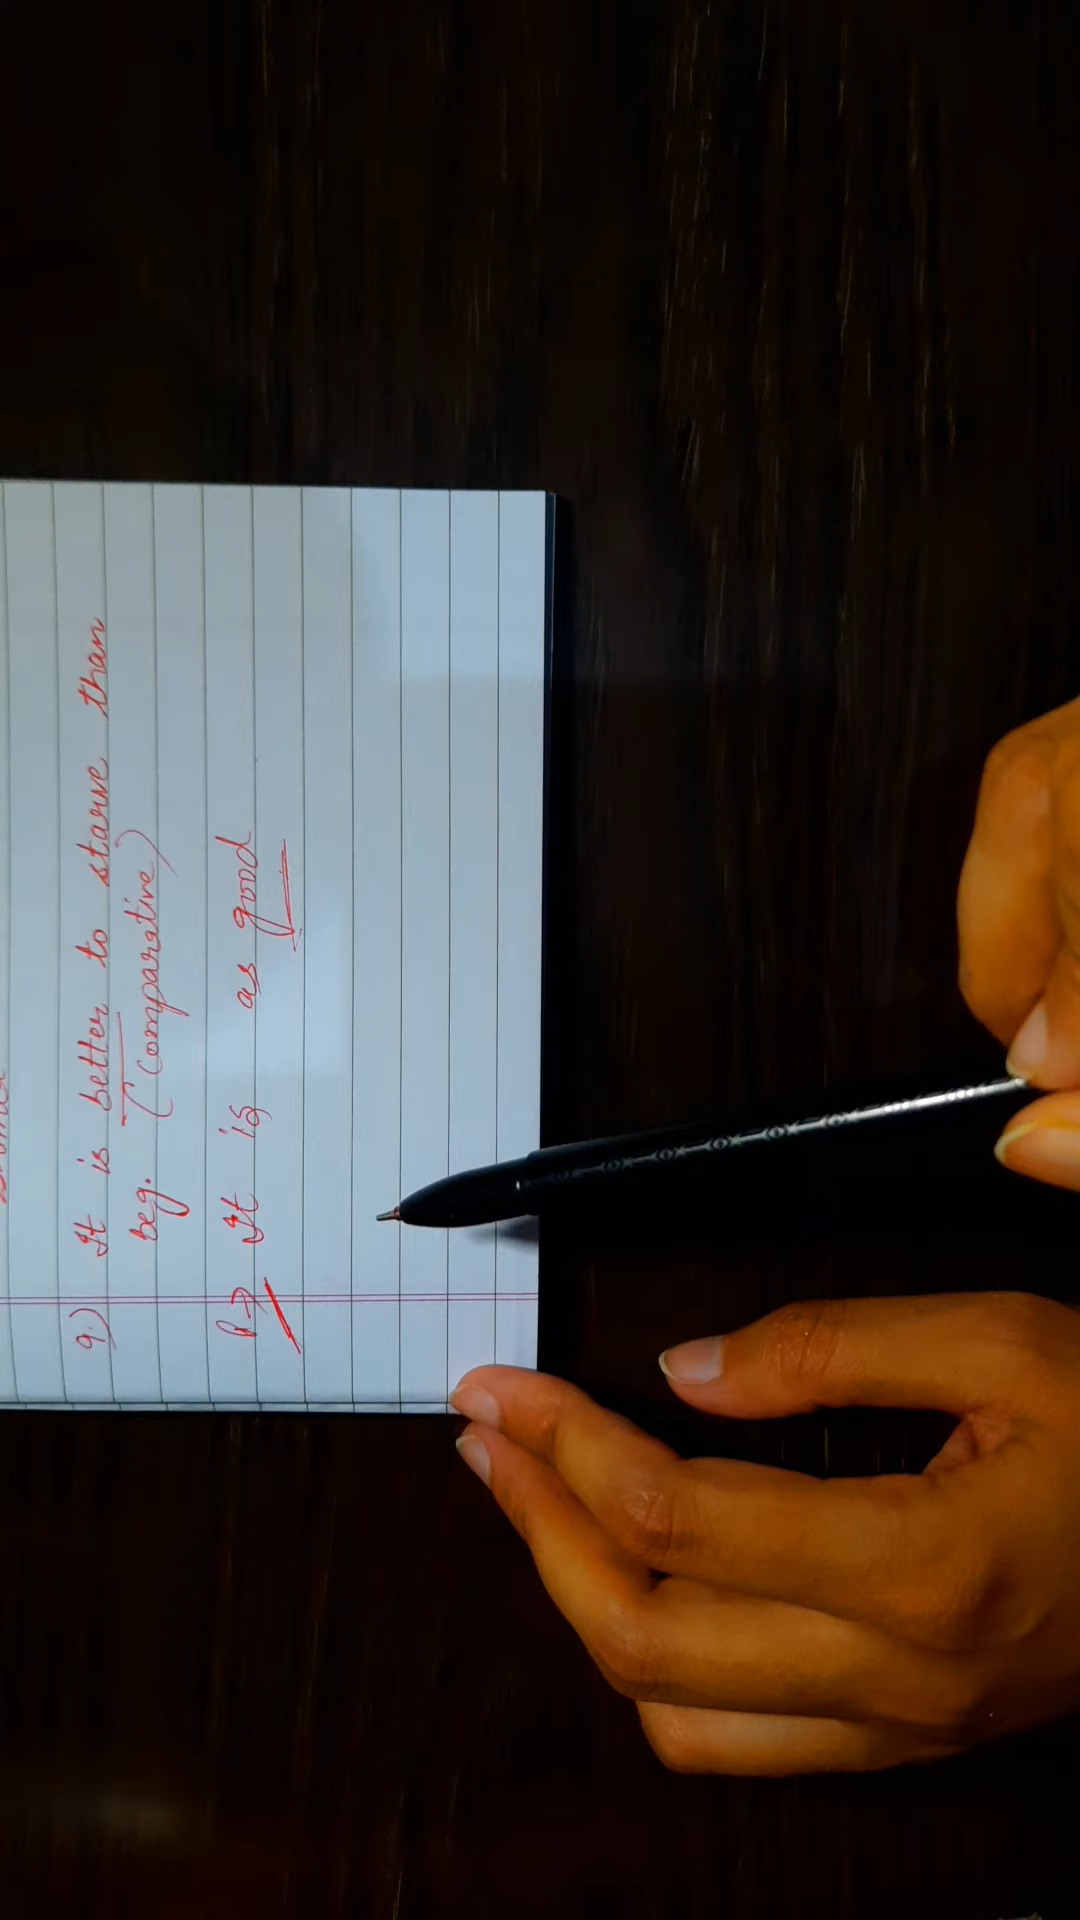 9.) It is better to starve than
beg. (Comparative)
P → It is as good